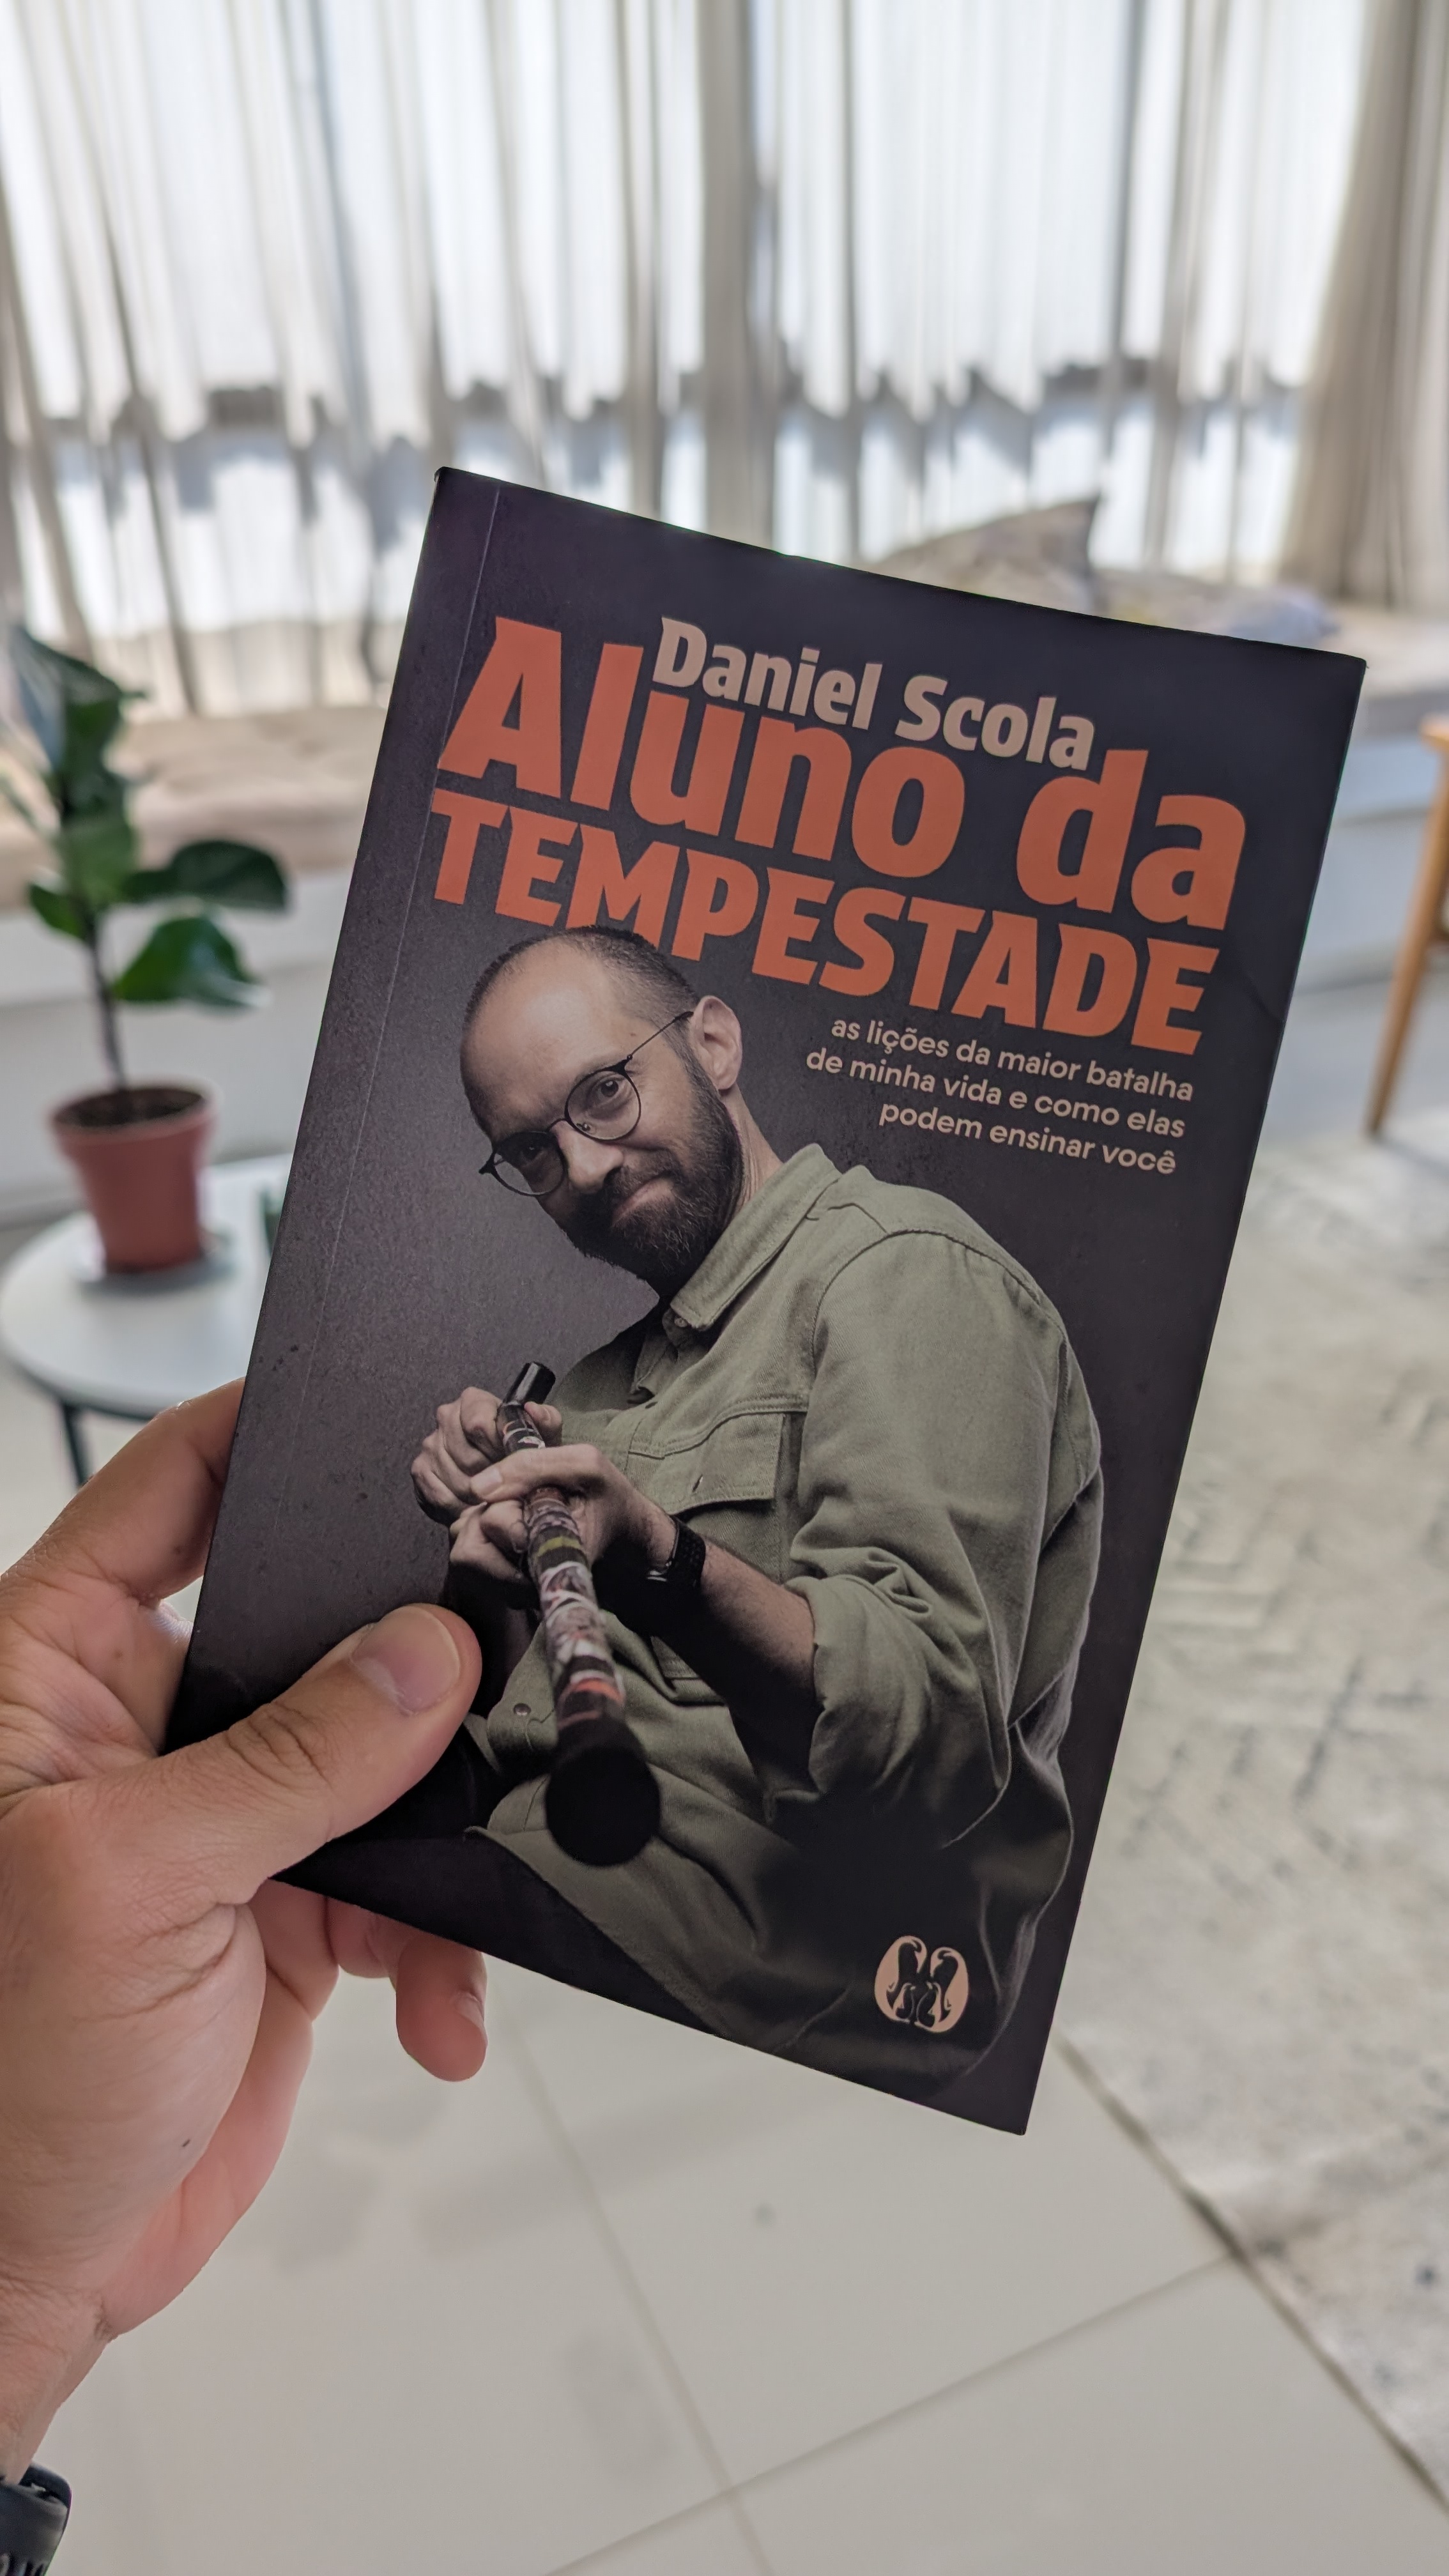 Daniel Scola
Aluno da
TEMPESTADE
as lições da maior batalha
de minha vida e como elas
podem ensinar você